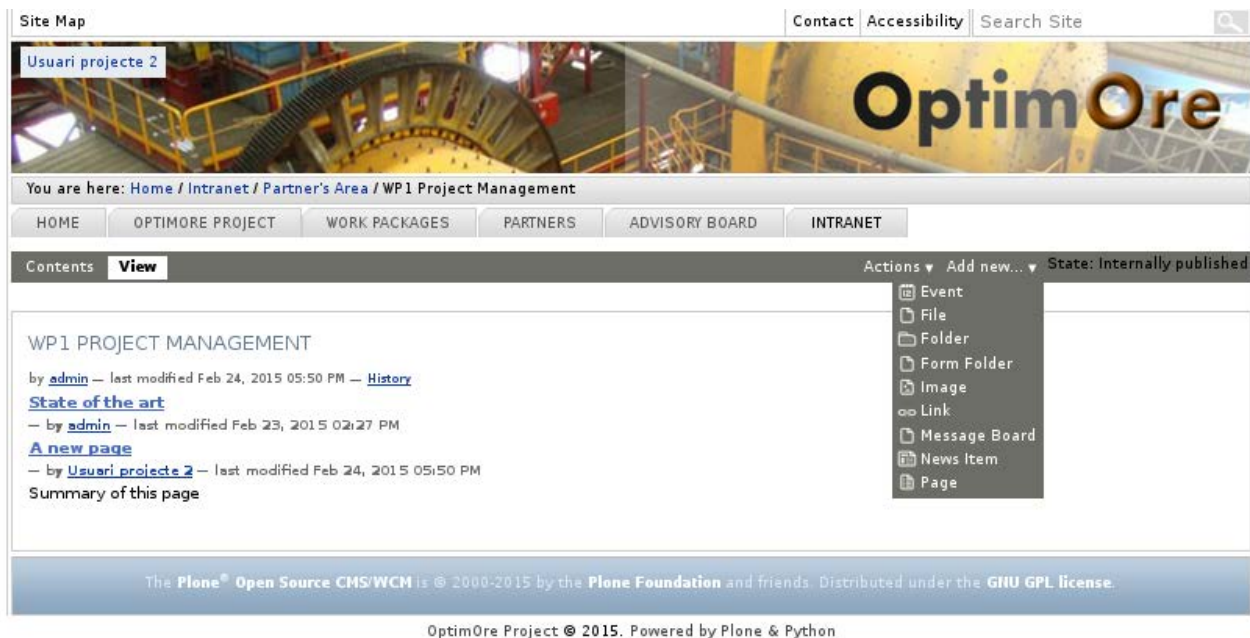 Site Map
Contact Accessibility Search Site
Usuari projecte 2
OptimOre
You are here: Home / Intranet / Partner's Area / WP1 Project Management
HOME OPTIMORE PROJECT WORK PACKAGES PARTNERS ADVISORY BOARD INTRANET
Contents View Actions ▾ Add new... ▾ State: Internally published
Event
File
Folder
Form Folder
Image
Link
Message Board
News Item
Page
WP1 PROJECT MANAGEMENT
by admin — last modified Feb 24, 2015 05:50 PM — History
State of the art
— by admin — last modified Feb 23, 2015 02:27 PM
A new page
— by Usuari projecte 2 — last modified Feb 24, 2015 05:50 PM
Summary of this page
The Plone® Open Source CMS/WCM is © 2000-2015 by the Plone Foundation and friends. Distributed under the GNU GPL license.
OptimOre Project © 2015. Powered by Plone & Python